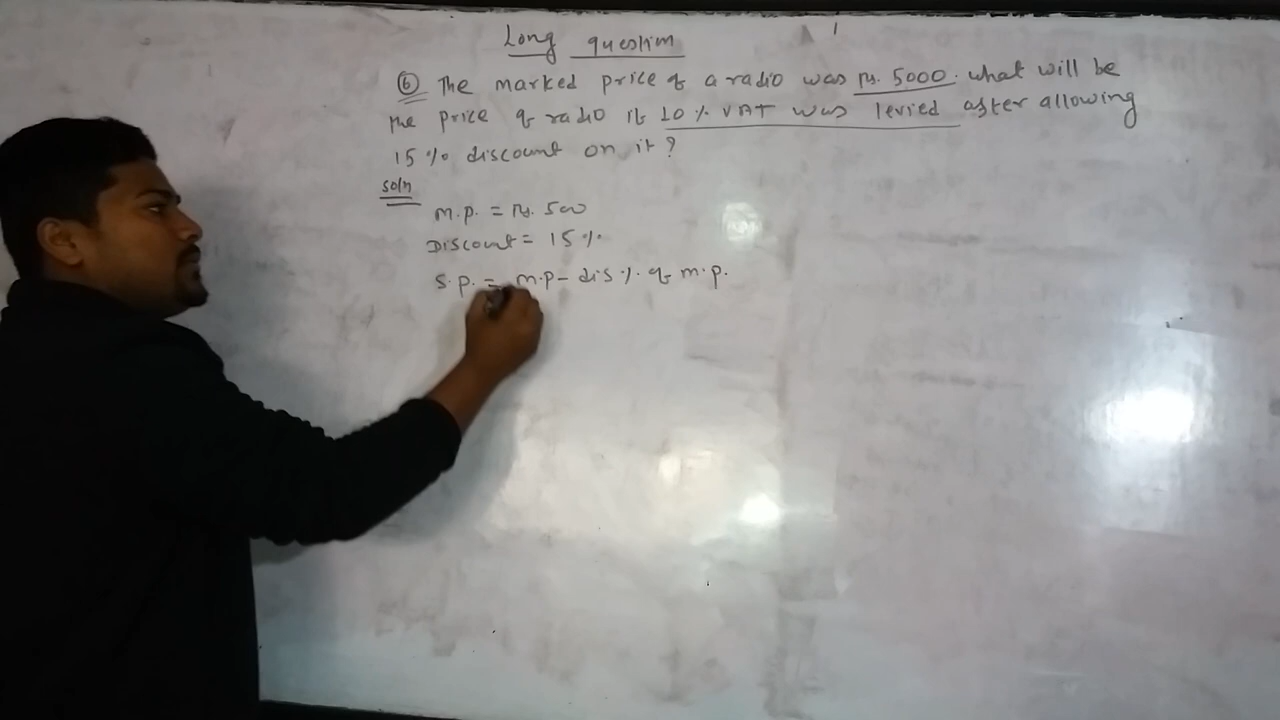 Long question
⑥ The marked price of a radio was Rs. 5000. what will be
the price of radio if 10% VAT was levied after allowing
15% discount on it?
soln
M.P. = Rs. 500
Discount = 15%
S.P. = M.P - dis% of M.P.